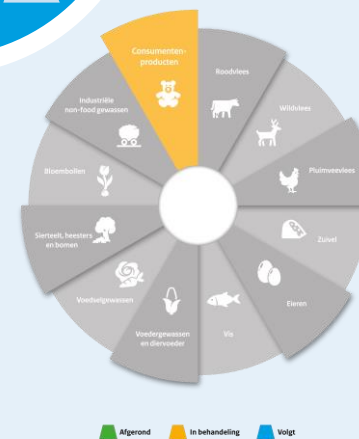 Consumenten-
producten
Roodvlees
Wildvlees
Pluimveevlees
Zuivel
Eieren
Vis
Voedergewassen
en diervoeder
Voedselgewassen
Sierteelt, heesters
en bomen
Bloembollen
Industriële
non-food gewassen
Afgerond
In behandeling
Volgt